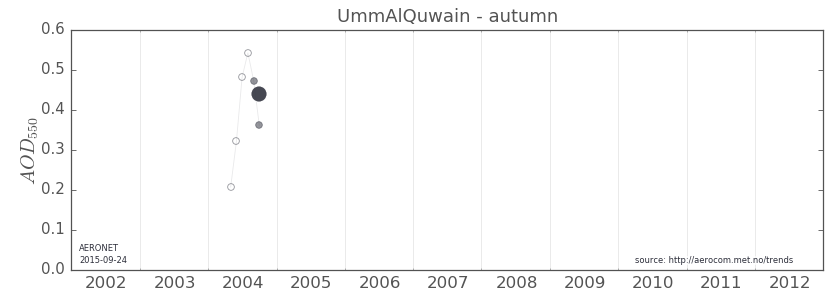 UmmAlQuwain - autumn
0.6
0.5
0.4
0.3
0.2
0.1
0.0
AOD550
AERONET
2015-09-24
source: http://aerocom.met.no/trends
2002 2003 2004 2005 2006 2007 2008 2009 2010 2011 2012